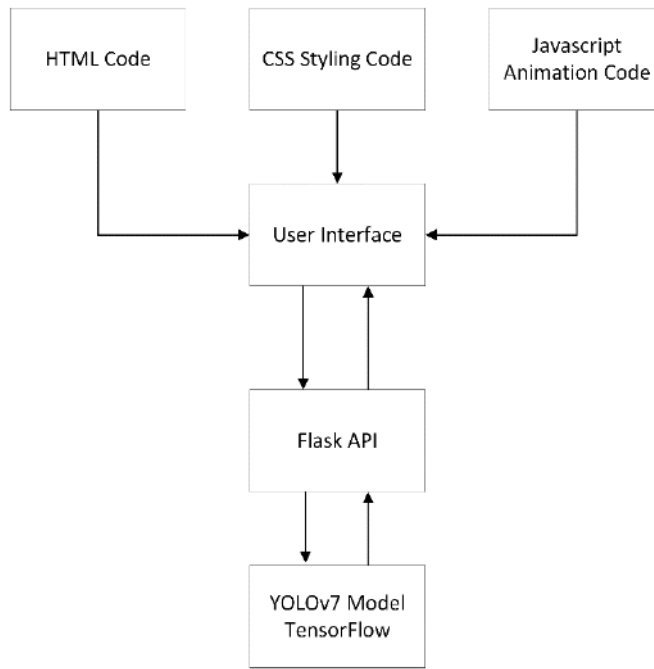 HTML Code
CSS Styling Code
Javascript
Animation Code
User Interface
Flask API
YOLOv7 Model
TensorFlow